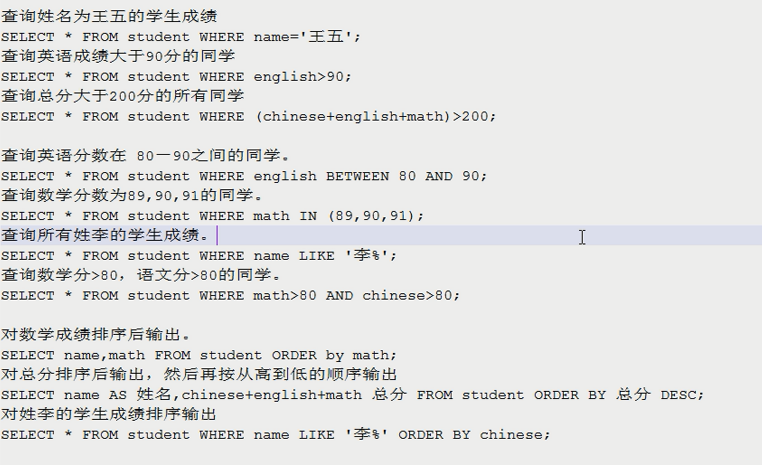 查询姓名为王五的学生成绩
SELECT * FROM student WHERE name='王五';
查询英语成绩大于90分的同学
SELECT * FROM student WHERE english>90;
查询总分大于200分的所有同学
SELECT * FROM student WHERE (chinese+english+math)>200;
查询英语分数在 80－90之间的同学。
SELECT * FROM student WHERE english BETWEEN 80 AND 90;
查询数学分数为89,90,91的同学。
SELECT * FROM student WHERE math IN (89,90,91);
查询所有姓李的学生成绩。
SELECT * FROM student WHERE name LIKE '李%';
查询数学分>80，语文分>80的同学。
SELECT * FROM student WHERE math>80 AND chinese>80;
对数学成绩排序后输出。
SELECT name,math FROM student ORDER by math;
对总分排序后输出，然后再按从高到低的顺序输出
SELECT name AS 姓名,chinese+english+math 总分 FROM student ORDER BY 总分 DESC;
对姓李的学生成绩排序输出
SELECT * FROM student WHERE name LIKE '李%' ORDER BY chinese;